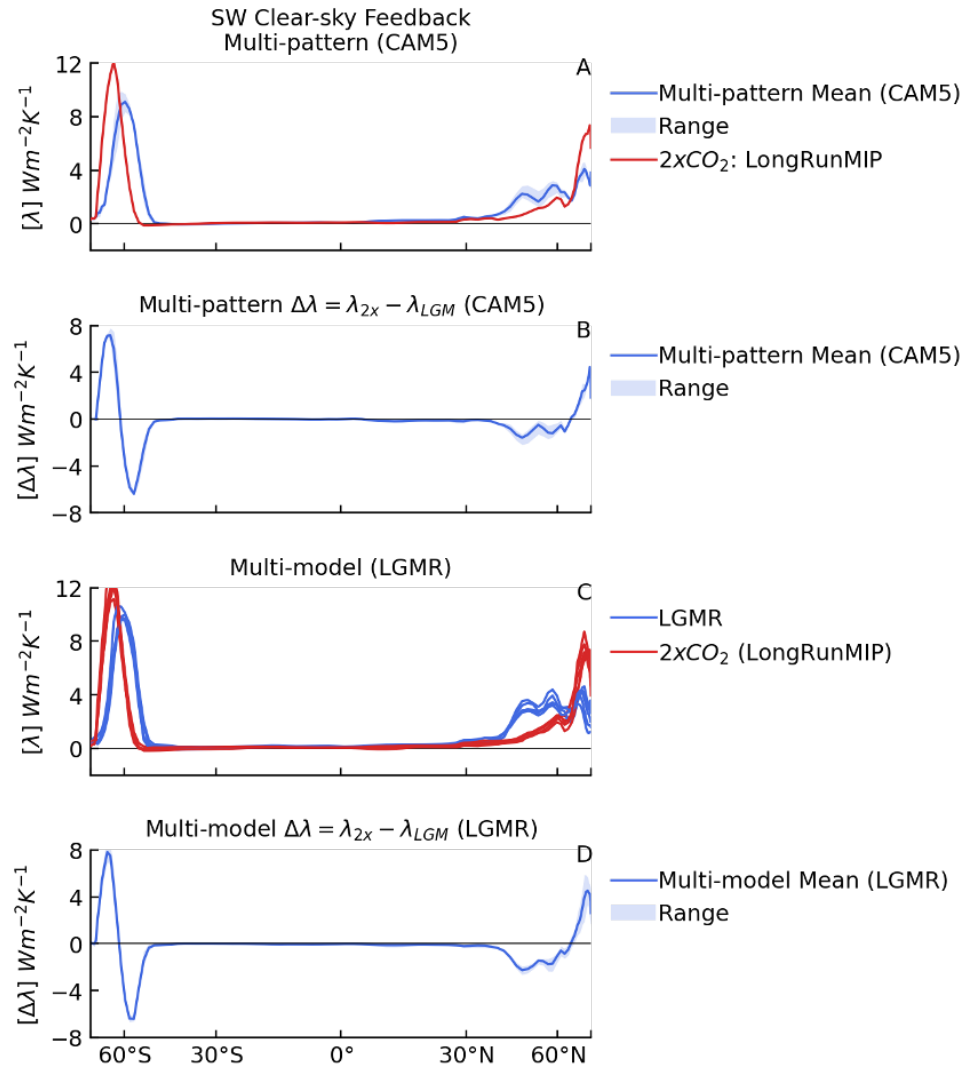 SW Clear-sky Feedback
Multi-pattern (CAM5)
A
12
8
4
0
[λ] Wm⁻²K⁻¹
Multi-pattern Mean (CAM5)
Range
2xCO₂: LongRunMIP
Multi-pattern Δλ = λ₂ₓ − λ_LGM (CAM5)
B
8
4
0
−4
−8
[Δλ] Wm⁻²K⁻¹
Multi-pattern Mean (CAM5)
Range
Multi-model (LGMR)
C
12
8
4
0
[λ] Wm⁻²K⁻¹
LGMR
2xCO₂ (LongRunMIP)
Multi-model Δλ = λ₂ₓ − λ_LGM (LGMR)
D
8
4
0
−4
−8
[Δλ] Wm⁻²K⁻¹
Multi-model Mean (LGMR)
Range
60°S 30°S 0° 30°N 60°N